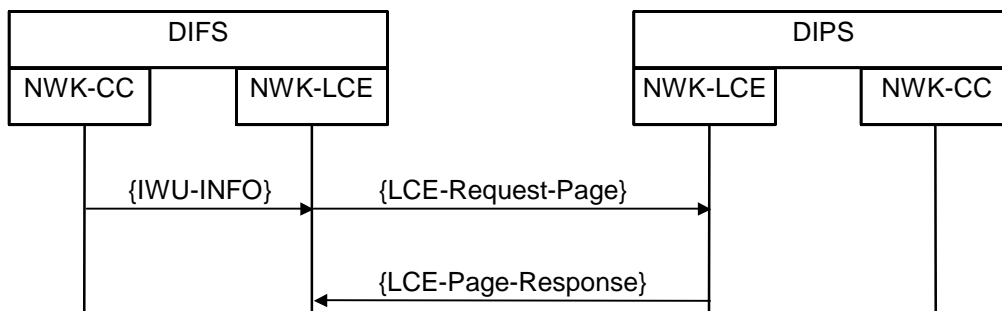 DIFS DIPS
NWK-CC NWK-LCE NWK-LCE NWK-CC
{IWU-INFO} {LCE-Request-Page}
{LCE-Page-Response}